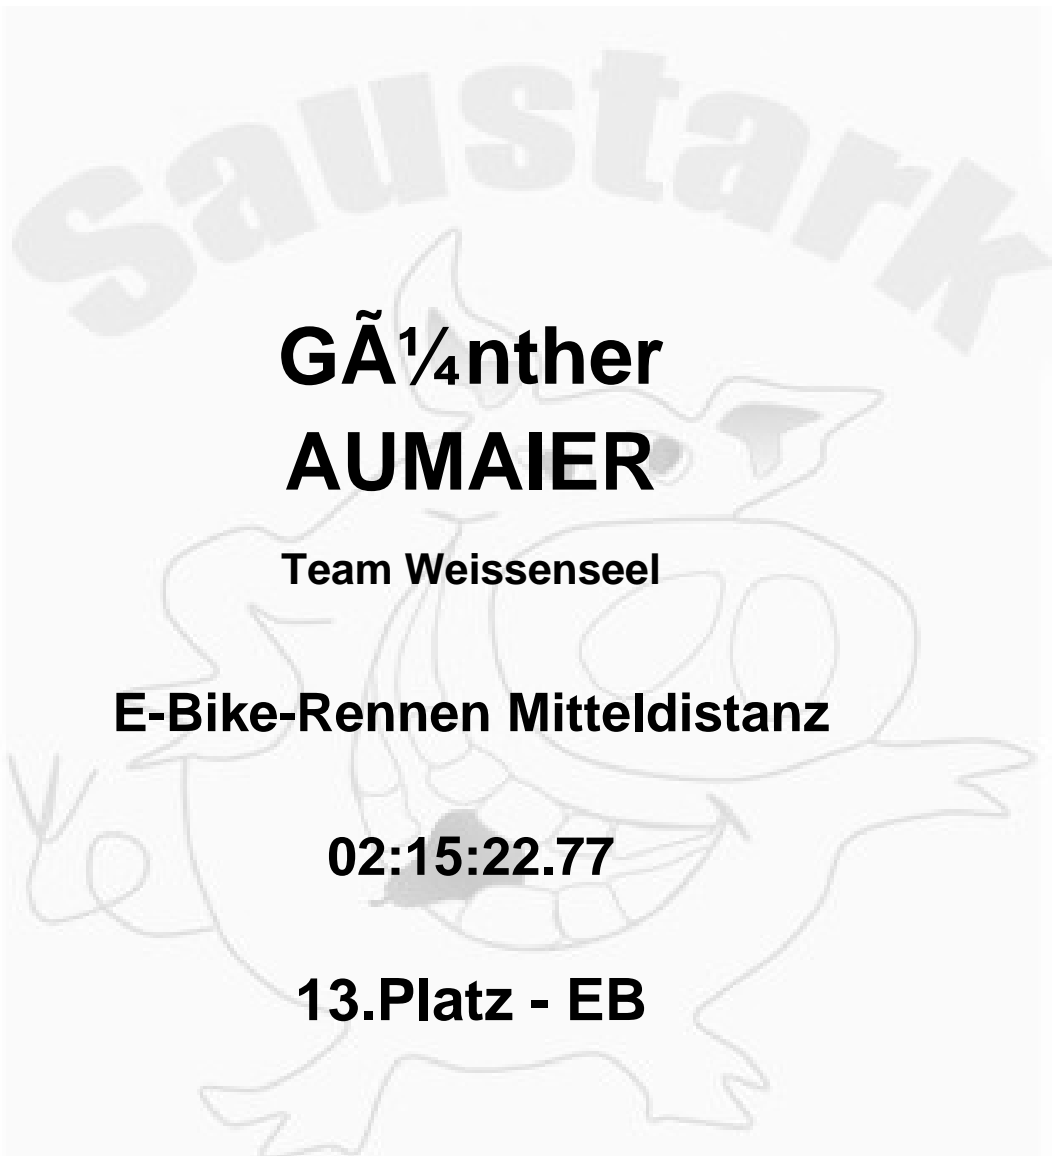 Saustark
GÃ¼nther
AUMAIER
Team Weissenseel
E-Bike-Rennen Mitteldistanz
02:15:22.77
13.Platz - EB